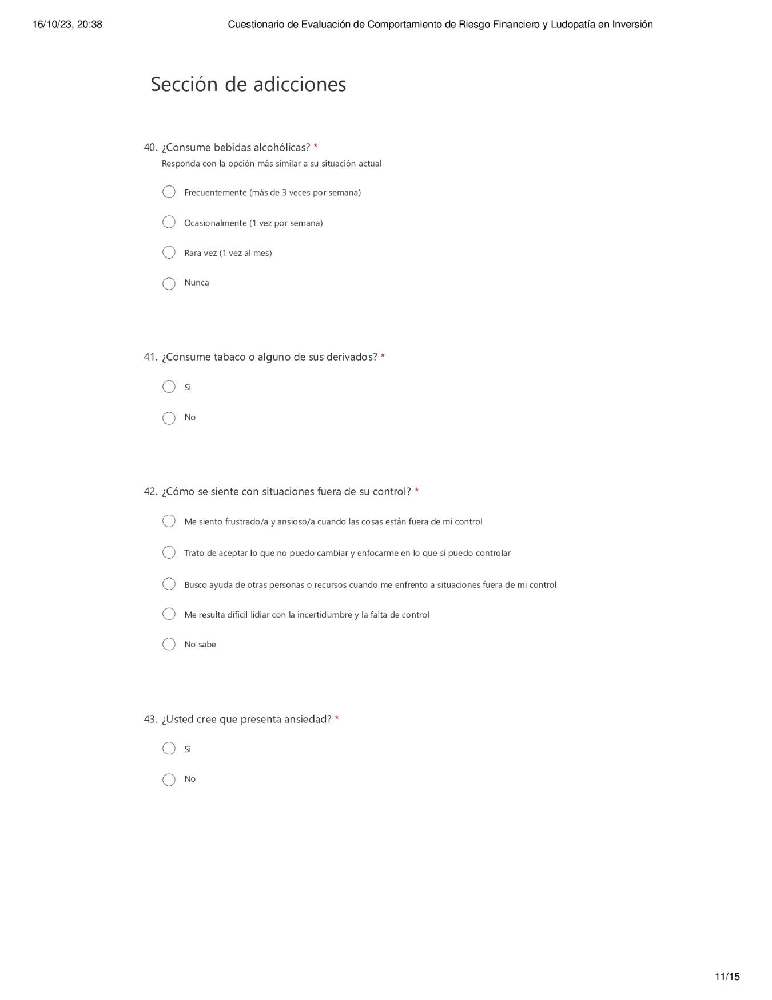 16/10/23, 20:38
Cuestionario de Evaluación de Comportamiento de Riesgo Financiero y Ludopatía en Inversión
Sección de adicciones
40. ¿Consume bebidas alcohólicas? *
Responda con la opción más similar a su situación actual
Frecuentemente (más de 3 veces por semana)
Ocasionalmente (1 vez por semana)
Rara vez (1 vez al mes)
Nunca
41. ¿Consume tabaco o alguno de sus derivados? *
Si
No
42. ¿Cómo se siente con situaciones fuera de su control? *
Me siento frustrado/a y ansioso/a cuando las cosas están fuera de mi control
Trato de aceptar lo que no puedo cambiar y enfocarme en lo que sí puedo controlar
Busco ayuda de otras personas o recursos cuando me enfrento a situaciones fuera de mi control
Me resulta difícil lidiar con la incertidumbre y la falta de control
No sabe
43. ¿Usted cree que presenta ansiedad? *
Si
No
11/15